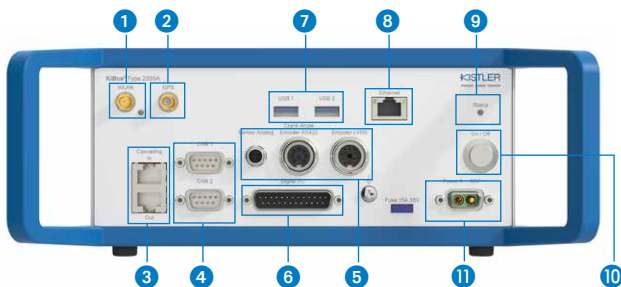 1
2
7
8
9
KiBox® Type 2893A
WLAN
GPS
USB 1
USB 2
Ethernet
KISTLER
Status
Crank Angle
Sensor Analog
Encoder RS422
Encoder LVDS
On / Off
Cascading
In
Out
CAN 1
CAN 2
Digital I/O
Fuse 15A 58V
3
4
6
5
11
10